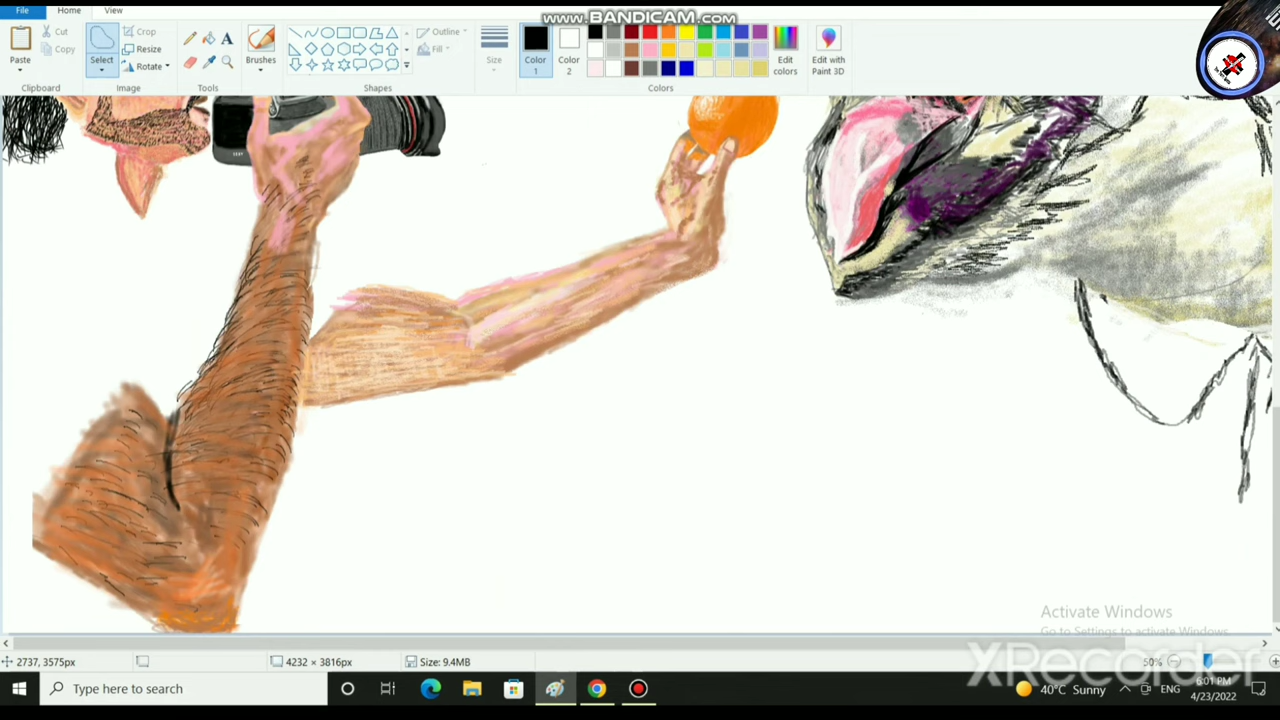 www.BANDICAM.com
File Home View
Cut
Copy
Paste
Clipboard
Crop
Resize
Rotate
Select
Image
A
Tools
Brushes
Outline
Fill
Shapes
Size
Color 1
Color 2
Colors
Edit colors
Edit with Paint 3D
Activate Windows
Go to Settings to activate Windows.
2737, 3575px
4232 × 3816px
Size: 9.4MB
50%
XRecorder
Type here to search
40°C Sunny
ENG
6:01 PM
4/23/2022